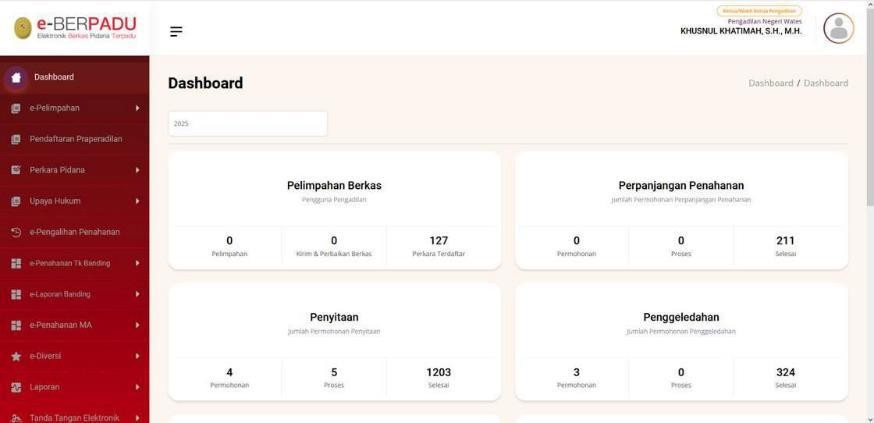 e-BERPADU
Elektronik Berkas Pidana Terpadu
Ketua/Wakil Ketua Pengadilan
Pengadilan Negeri Wates
KHUSNUL KHATIMAH, S.H., M.H.
Dashboard
e-Pelimpahan
Pendaftaran Praperadilan
Perkara Pidana
Upaya Hukum
e-Pengalihan Penahanan
e-Penahanan Tk Banding
e-Laporan Banding
e-Penahanan MA
e-Diversi
Laporan
Tanda Tangan Elektronik
Dashboard
Dashboard / Dashboard
2025
Pelimpahan Berkas
Pengguna Pengadilan
0 0 127
Pelimpahan Kirim & Perbaikan Berkas Perkara Terdaftar
Perpanjangan Penahanan
Jumlah Permohonan Perpanjangan Penahanan
0 0 211
Permohonan Proses Selesai
Penyitaan
Jumlah Permohonan Penyitaan
4 5 1203
Permohonan Proses Selesai
Penggeledahan
Jumlah Permohonan Penggeledahan
3 0 324
Permohonan Proses Selesai